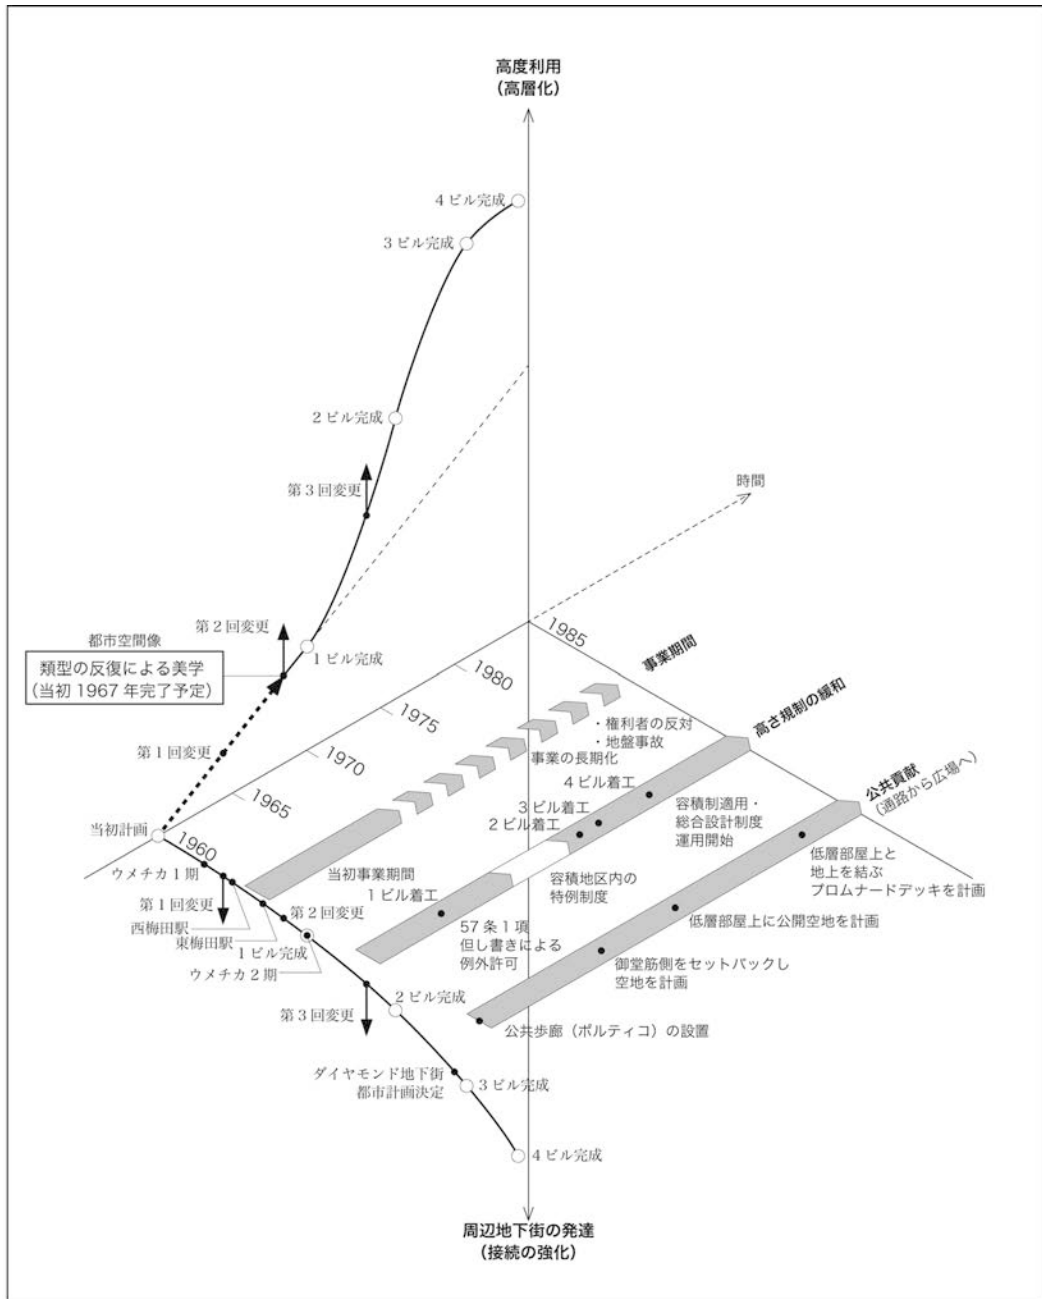 高度利用
（高層化）
4 ビル完成
3 ビル完成
2 ビル完成
第 3 回変更
時間
第 2 回変更
都市空間像
類型の反復による美学
（当初 1967 年完了予定）
1 ビル完成
第 1 回変更
当初計画
1985
1980
1975
1970
1965
1960
事業期間
・権利者の反対
・地盤事故
事業の長期化
当初事業期間
高さ規制の緩和
4 ビル着工
3 ビル着工
2 ビル着工
1 ビル着工
容積制適用・
総合設計制度
運用開始
容積地区内の
特例制度
57 条 1 項
但し書きによる
例外許可
公共貢献
（通路から広場へ）
低層部屋上と
地上を結ぶ
プロムナードデッキを計画
低層部屋上に公開空地を計画
御堂筋側をセットバックし
空地を計画
公共歩廊（ポルティコ）の設置
ウメチカ 1 期
第 1 回変更
西梅田駅
東梅田駅
第 2 回変更
1 ビル完成
ウメチカ 2 期
第 3 回変更
2 ビル完成
ダイヤモンド地下街
都市計画決定
3 ビル完成
4 ビル完成
周辺地下街の発達
（接続の強化）